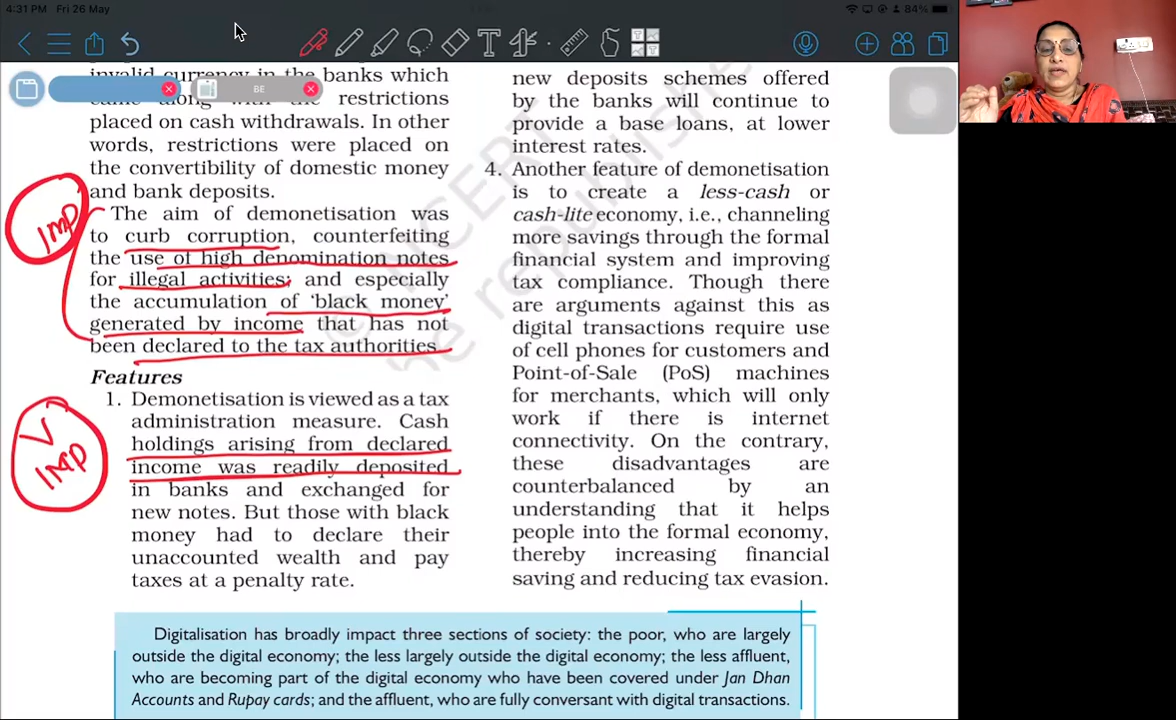 4:31 PM Fri 26 May
84%
BE
invalid currency in the banks which
came along with the restrictions
placed on cash withdrawals. In other
words, restrictions were placed on
the convertibility of domestic money
and bank deposits.
The aim of demonetisation was
to curb corruption, counterfeiting
the use of high denomination notes
for illegal activities; and especially
the accumulation of 'black money'
generated by income that has not
been declared to the tax authorities.
IMP
Features
1. Demonetisation is viewed as a tax
administration measure. Cash
holdings arising from declared
income was readily deposited
in banks and exchanged for
new notes. But those with black
money had to declare their
unaccounted wealth and pay
taxes at a penalty rate.
V
IMP
new deposits schemes offered
by the banks will continue to
provide a base loans, at lower
interest rates.
4. Another feature of demonetisation
is to create a less-cash or
cash-lite economy, i.e., channeling
more savings through the formal
financial system and improving
tax compliance. Though there
are arguments against this as
digital transactions require use
of cell phones for customers and
Point-of-Sale (PoS) machines
for merchants, which will only
work if there is internet
connectivity. On the contrary,
these disadvantages are
counterbalanced by an
understanding that it helps
people into the formal economy,
thereby increasing financial
saving and reducing tax evasion.
Digitalisation has broadly impact three sections of society: the poor, who are largely
outside the digital economy; the less largely outside the digital economy; the less affluent,
who are becoming part of the digital economy who have been covered under Jan Dhan
Accounts and Rupay cards; and the affluent, who are fully conversant with digital transactions.
© NCERT